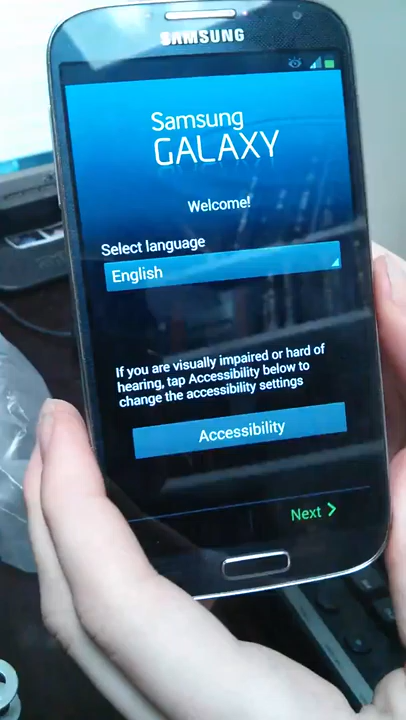 SAMSUNG
Samsung
GALAXY
Welcome!
Select language
English
If you are visually impaired or hard of
hearing, tap Accessibility below to
change the accessibility settings
Accessibility
Next